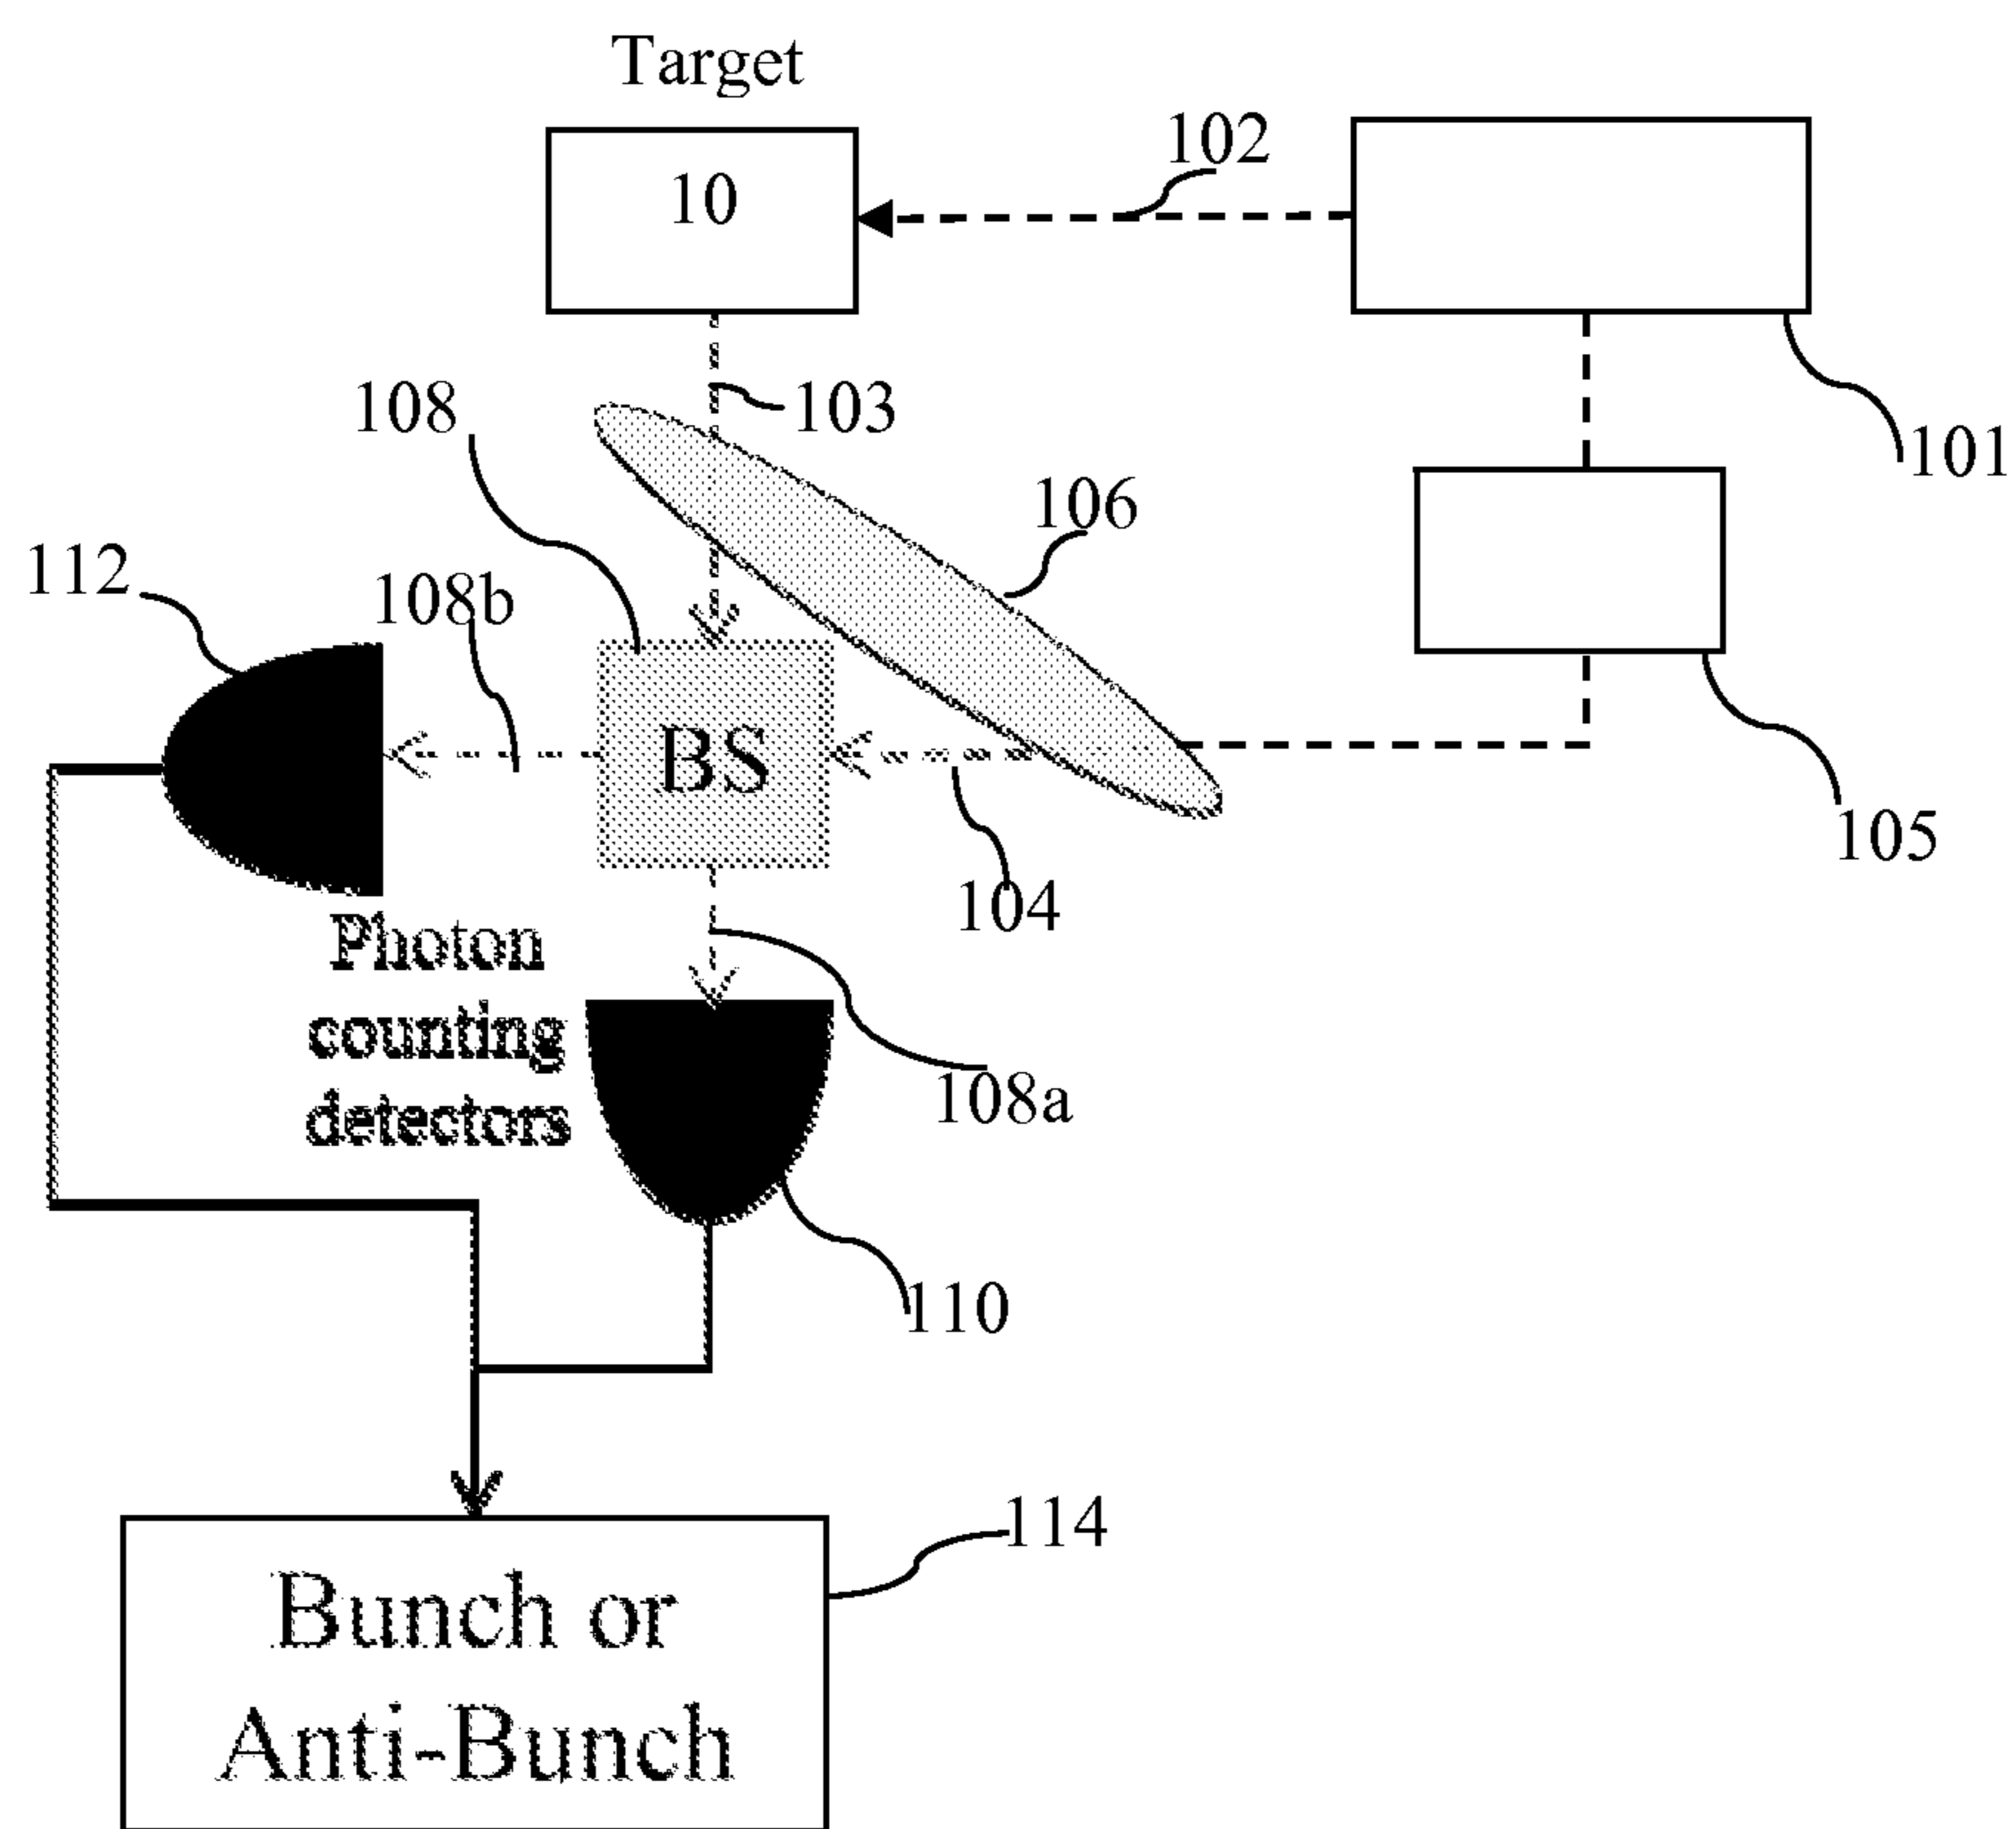 Target
102
10
108
103
101
106
112
108b
BS
105
104
Photon
counting
detectors
108a
110
114
Bunch or
Anti-Bunch